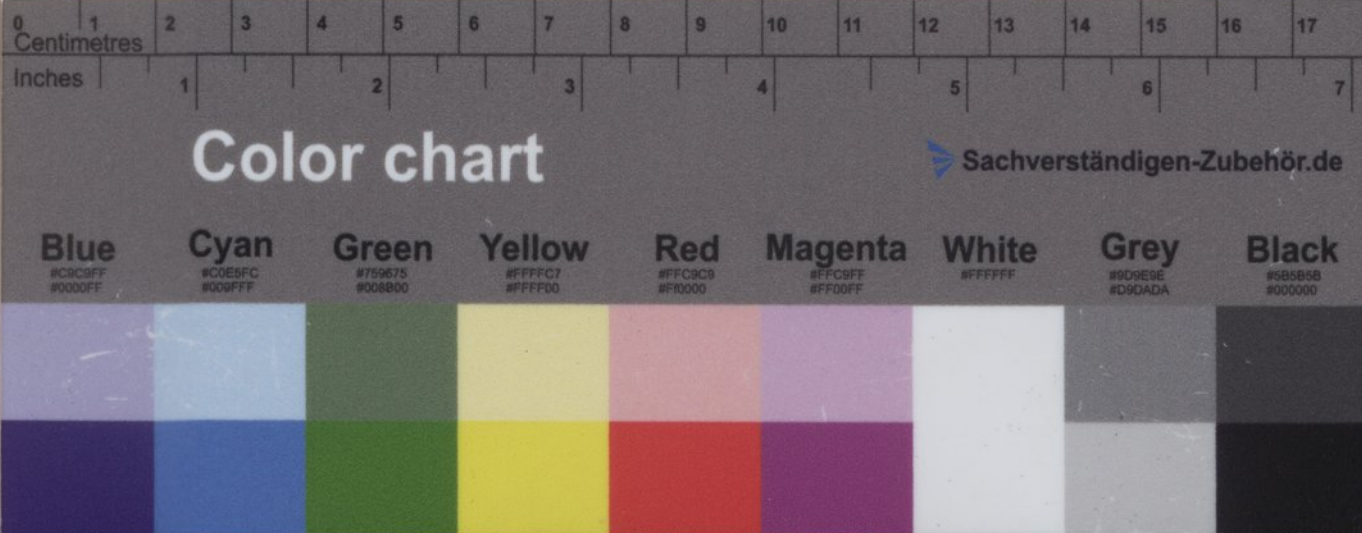 0 1 2 3 4 5 6 7 8 9 10 11 12 13 14 15 16 17
Centimetres
Inches 1 2 3 4 5 6 7
Color chart
Sachverständigen-Zubehör.de
Blue Cyan Green Yellow Red Magenta White Grey Black
#C9C9FF #C0E5FC #759675 #FFFFC7 #FFC9C9 #FFC9FF #FFFFFF #9D9E9E #5B5B5B
#0000FF #009FFF #008B00 #FFFF00 #Ff0000 #FF00FF #D9DADA #000000